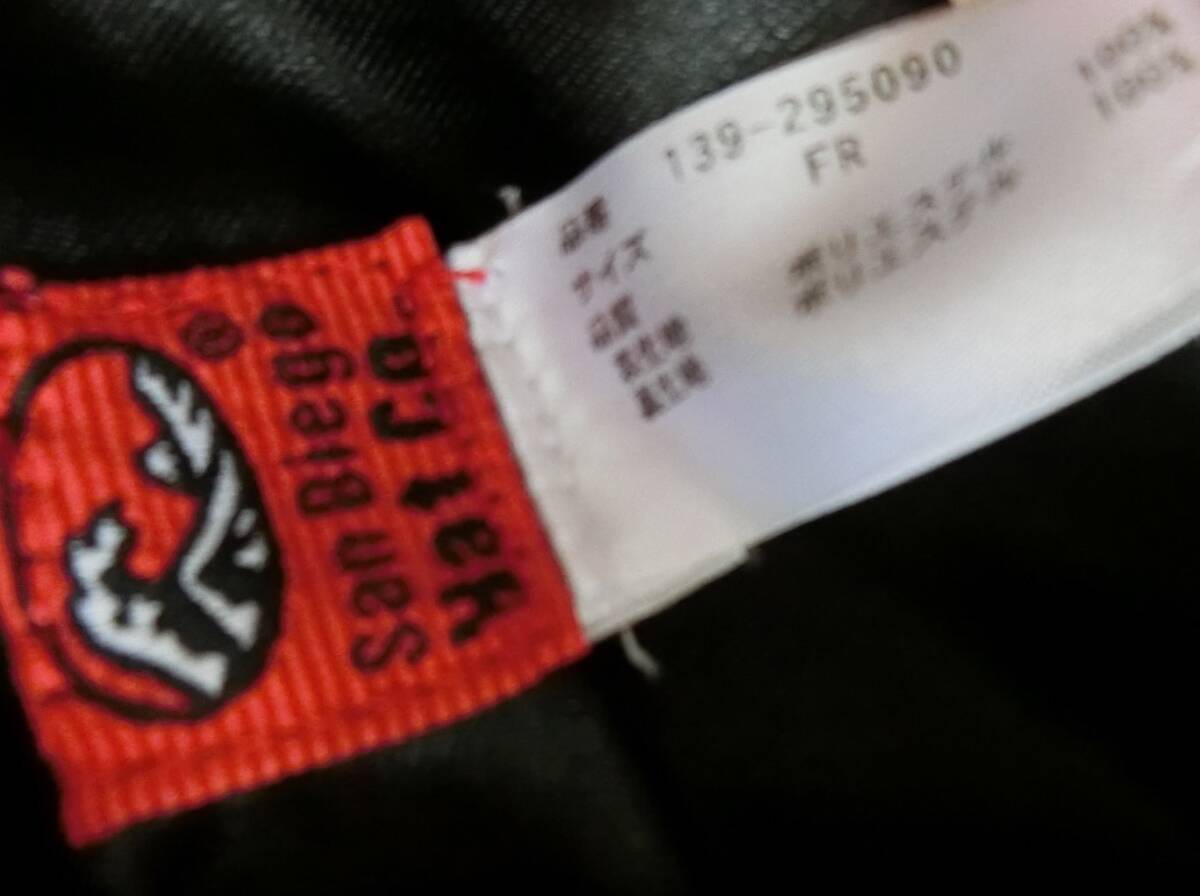 San Diego
Hat Co.
®
品番 139-295090
サイズ FR
品質
表生地 ポリエステル 100%
裏生地 ポリエステル 100%